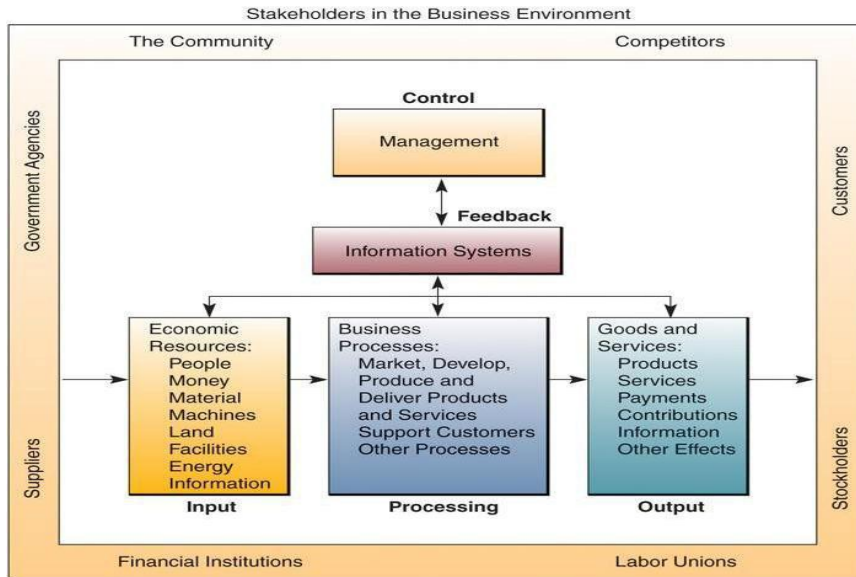 Stakeholders in the Business Environment
The Community
Competitors
Government Agencies
Customers
Control
Management
Feedback
Information Systems
Economic
Resources:
People
Money
Material
Machines
Land
Facilities
Energy
Information
Input
Business
Processes:
Market, Develop,
Produce and
Deliver Products
and Services
Support Customers
Other Processes
Processing
Goods and
Services:
Products
Services
Payments
Contributions
Information
Other Effects
Output
Suppliers
Stockholders
Financial Institutions
Labor Unions